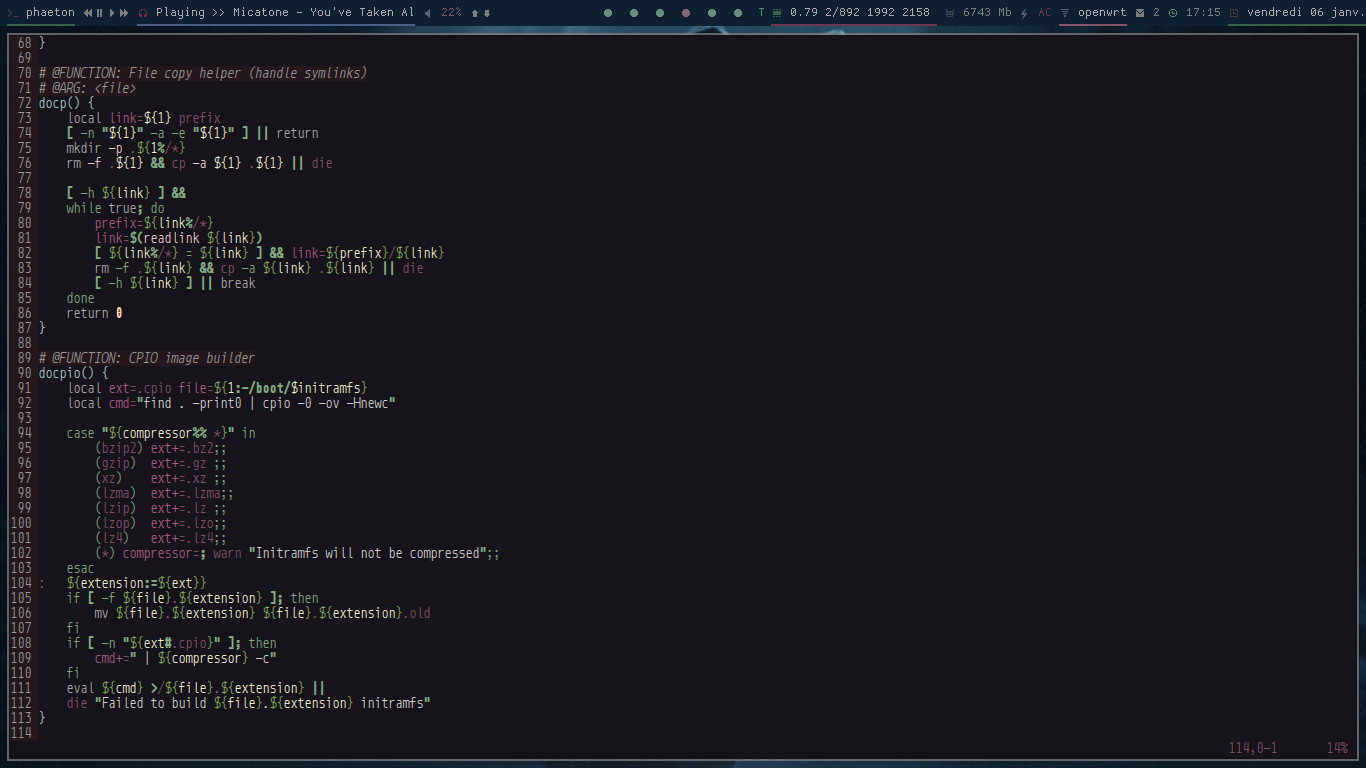 >_ phaeton Playing >> Micatone - You've Taken Al 22% T 0.79 2/892 1992 2158 6743 Mb AC openwrt 2 17:15 vendredi 06 janv.
68 }
69
70 # @FUNCTION: File copy helper (handle symlinks)
71 # @ARG: <file>
72 docp() {
73     local link=${1} prefix
74     [ -n "${1}" -a -e "${1}" ] || return
75     mkdir -p .${1%/*}
76     rm -f .${1} && cp -a ${1} .${1} || die
77
78     [ -h ${link} ] &&
79     while true; do
80         prefix=${link%/*}
81         link=$(readlink ${link})
82         [ ${link%/*} = ${link} ] && link=${prefix}/${link}
83         rm -f .${link} && cp -a ${link} .${link} || die
84         [ -h ${link} ] || break
85     done
86     return 0
87 }
88
89 # @FUNCTION: CPIO image builder
90 docpio() {
91     local ext=.cpio file=${1:-/boot/$initramfs}
92     local cmd="find . -print0 | cpio -0 -ov -Hnewc"
93
94     case "${compressor%% *}" in
95         (bzip2) ext+=.bz2;;
96         (gzip)  ext+=.gz ;;
97         (xz)    ext+=.xz ;;
98         (lzma)  ext+=.lzma;;
99         (lzip)  ext+=.lz ;;
100         (lzop)  ext+=.lzo;;
101         (lz4)   ext+=.lz4;;
102         (*) compressor=; warn "Initramfs will not be compressed";;
103     esac
104 :   ${extension:=${ext}}
105     if [ -f ${file}.${extension} ]; then
106         mv ${file}.${extension} ${file}.${extension}.old
107     fi
108     if [ -n "${ext#.cpio}" ]; then
109         cmd+=" | ${compressor} -c"
110     fi
111     eval ${cmd} >/${file}.${extension} ||
112     die "Failed to build ${file}.${extension} initramfs"
113 }
114
114,0-1 14%